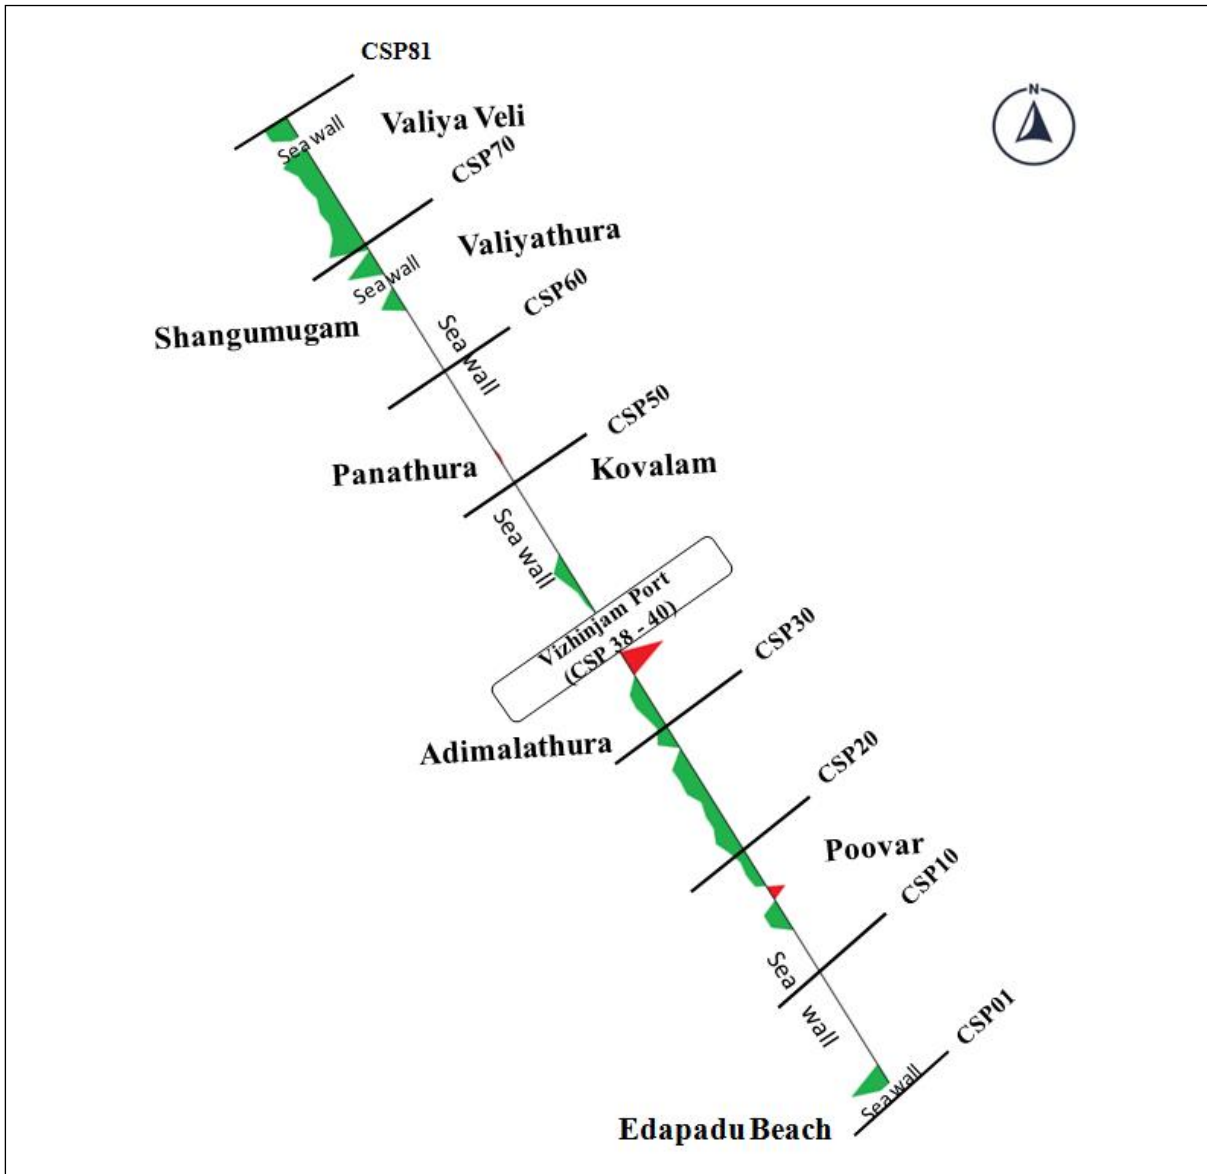 CSP81
N
Valiya Veli
Sea wall
CSP70
Valiyathura
Sea wall
CSP60
Shangumugam
Sea wall
CSP50
Panathura
Kovalam
Sea wall
Vizhinjam Port
(CSP 38 - 40)
CSP30
Adimalathura
CSP20
Poovar
CSP10
Sea wall
CSP01
Sea wall
Edapadu Beach